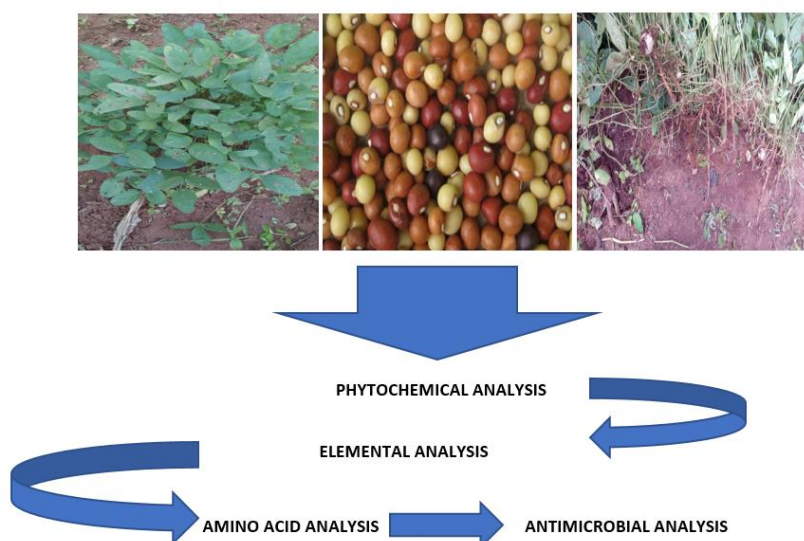 PHYTOCHEMICAL ANALYSIS
ELEMENTAL ANALYSIS
AMINO ACID ANALYSIS
ANTIMICROBIAL ANALYSIS